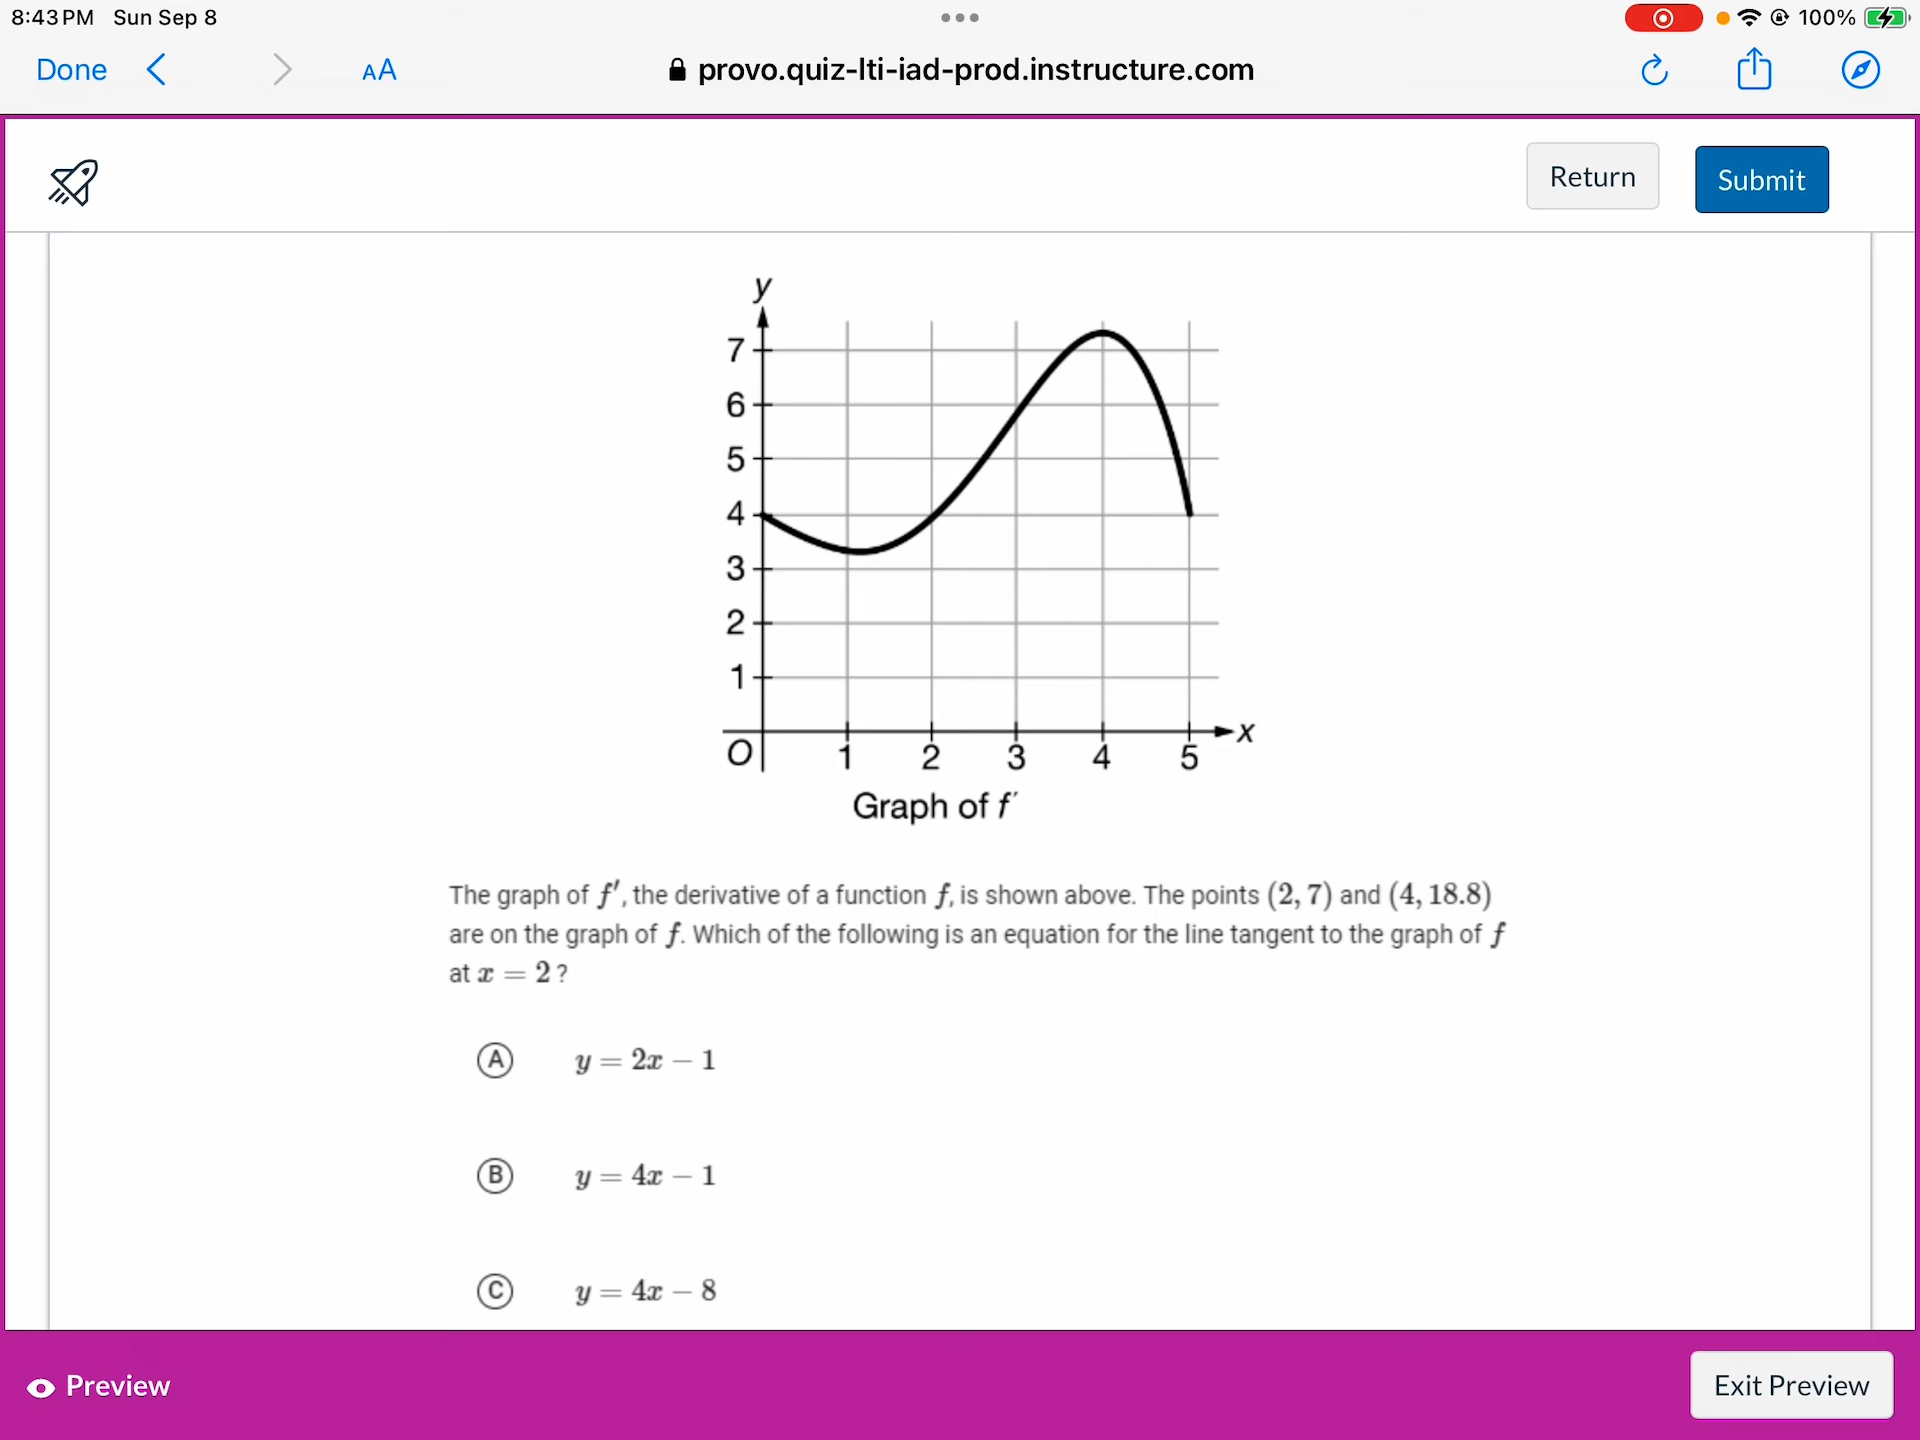 8:43 PM Sun Sep 8
100%
Done
AA
provo.quiz-lti-iad-prod.instructure.com
Return
Submit
y
7
6
5
4
3
2
1
O 1 2 3 4 5 x
Graph of f′
The graph of f′, the derivative of a function f, is shown above. The points (2, 7) and (4, 18.8)
are on the graph of f. Which of the following is an equation for the line tangent to the graph of f
at x = 2 ?
A y = 2x − 1
B y = 4x − 1
C y = 4x − 8
Preview
Exit Preview